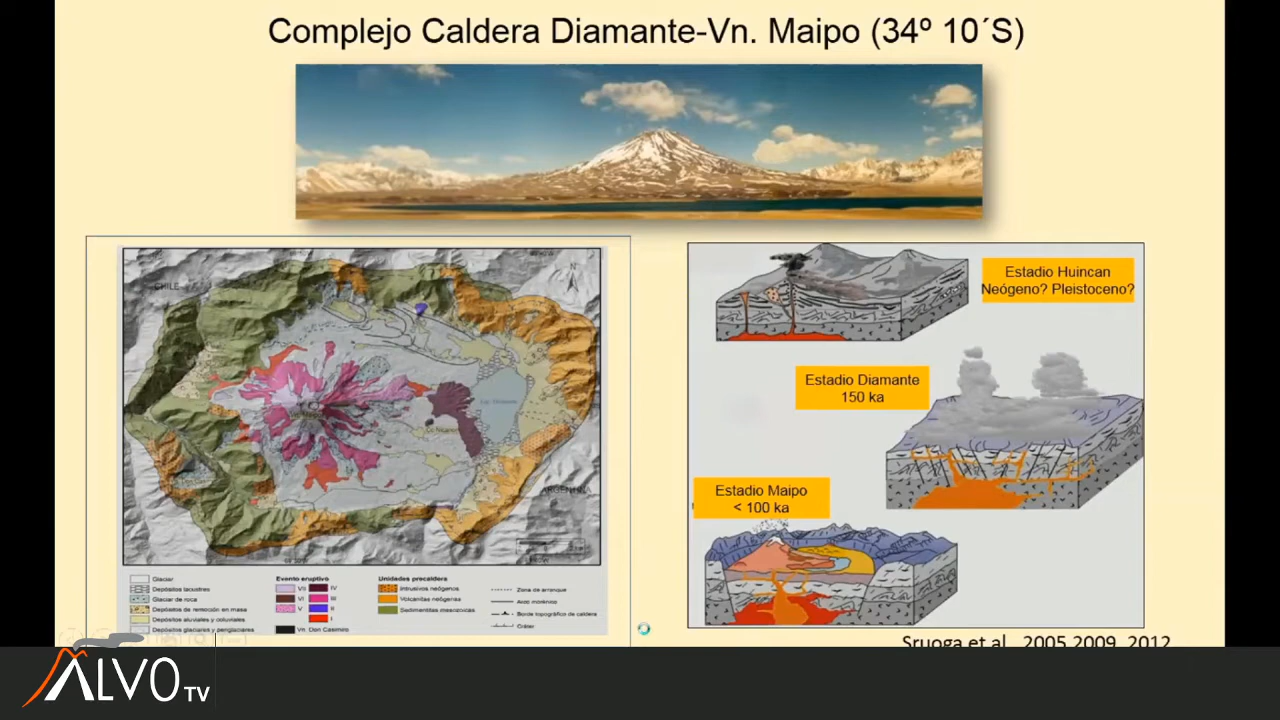 Complejo Caldera Diamante-Vn. Maipo (34º 10´S)
CHILE
N
ARGENTINA
Glaciar
Depósitos lacustres
Glaciar de roca
Depósitos de remoción en masa
Depósitos aluviales y coluviales
Depósitos glaciares y periglaciares
Evento eruptivo
VII
VI
V
IV
III
II
I
Vn. Don Casimiro
Unidades precaldera
Intrusivos neógenos
Volcanitas neógenas
Sedimentitas mesozoicas
Zona de arranque
Arco morénico
Borde topográfico de caldera
Cráter
Estadio Huincan
Neógeno? Pleistoceno?
Estadio Diamante
150 ka
Estadio Maipo
< 100 ka
Sruoga et al., 2005,2009, 2012
ALVO TV